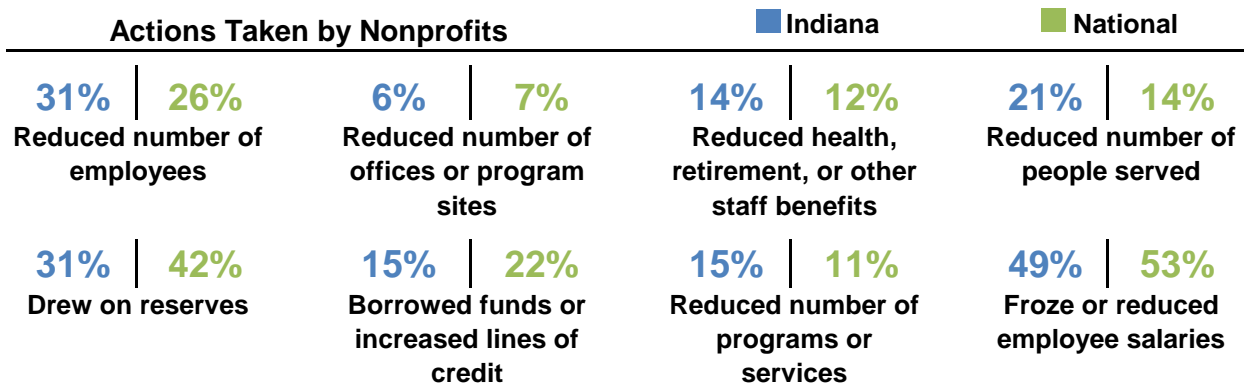 Actions Taken by Nonprofits
Indiana
National
31% 26%
Reduced number of
employees
6% 7%
Reduced number of
offices or program
sites
14% 12%
Reduced health,
retirement, or other
staff benefits
21% 14%
Reduced number of
people served
31% 42%
Drew on reserves
15% 22%
Borrowed funds or
increased lines of
credit
15% 11%
Reduced number of
programs or
services
49% 53%
Froze or reduced
employee salaries